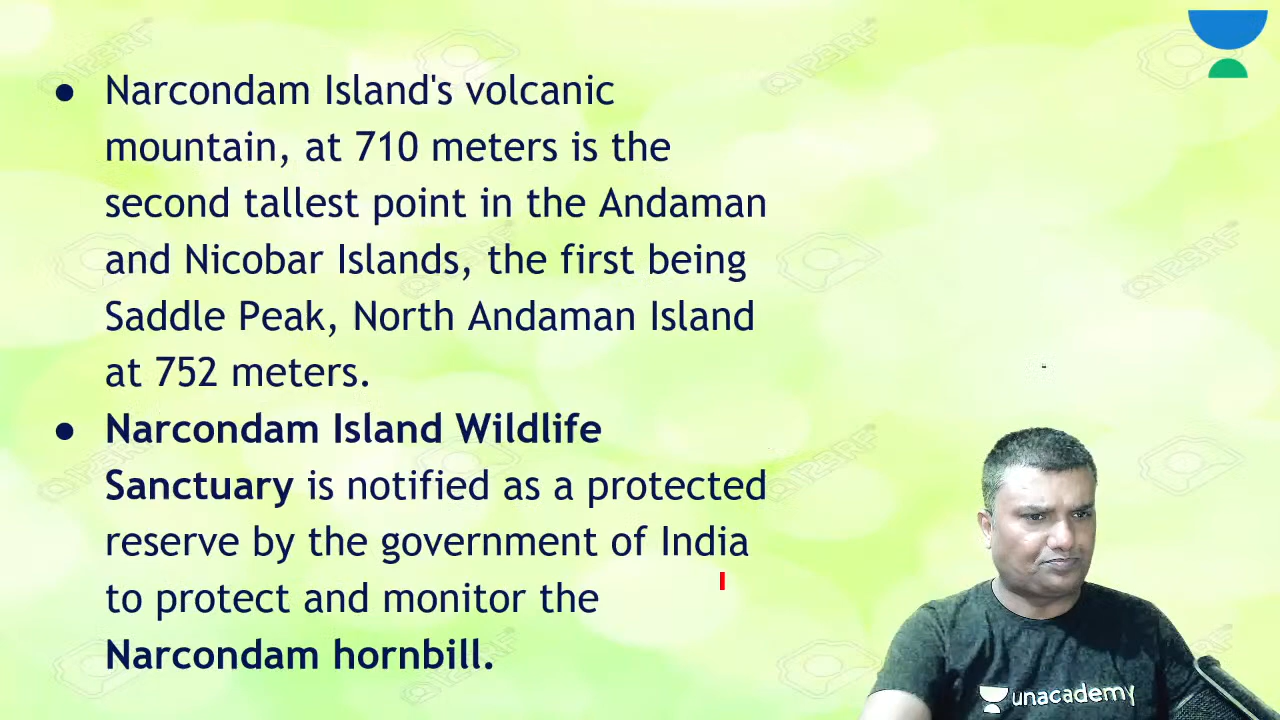 ● Narcondam Island's volcanic
mountain, at 710 meters is the
second tallest point in the Andaman
and Nicobar Islands, the first being
Saddle Peak, North Andaman Island
at 752 meters.
● Narcondam Island Wildlife
Sanctuary is notified as a protected
reserve by the government of India
to protect and monitor the
Narcondam hornbill.
unacademy